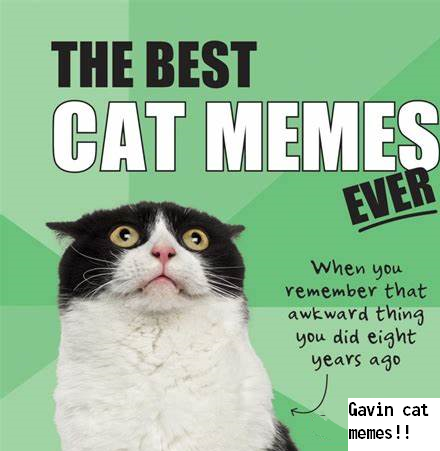 THE BEST
CAT MEMES
EVER
When you
remember that
awkward thing
you did eight
years ago
Gavin cat
memes!!